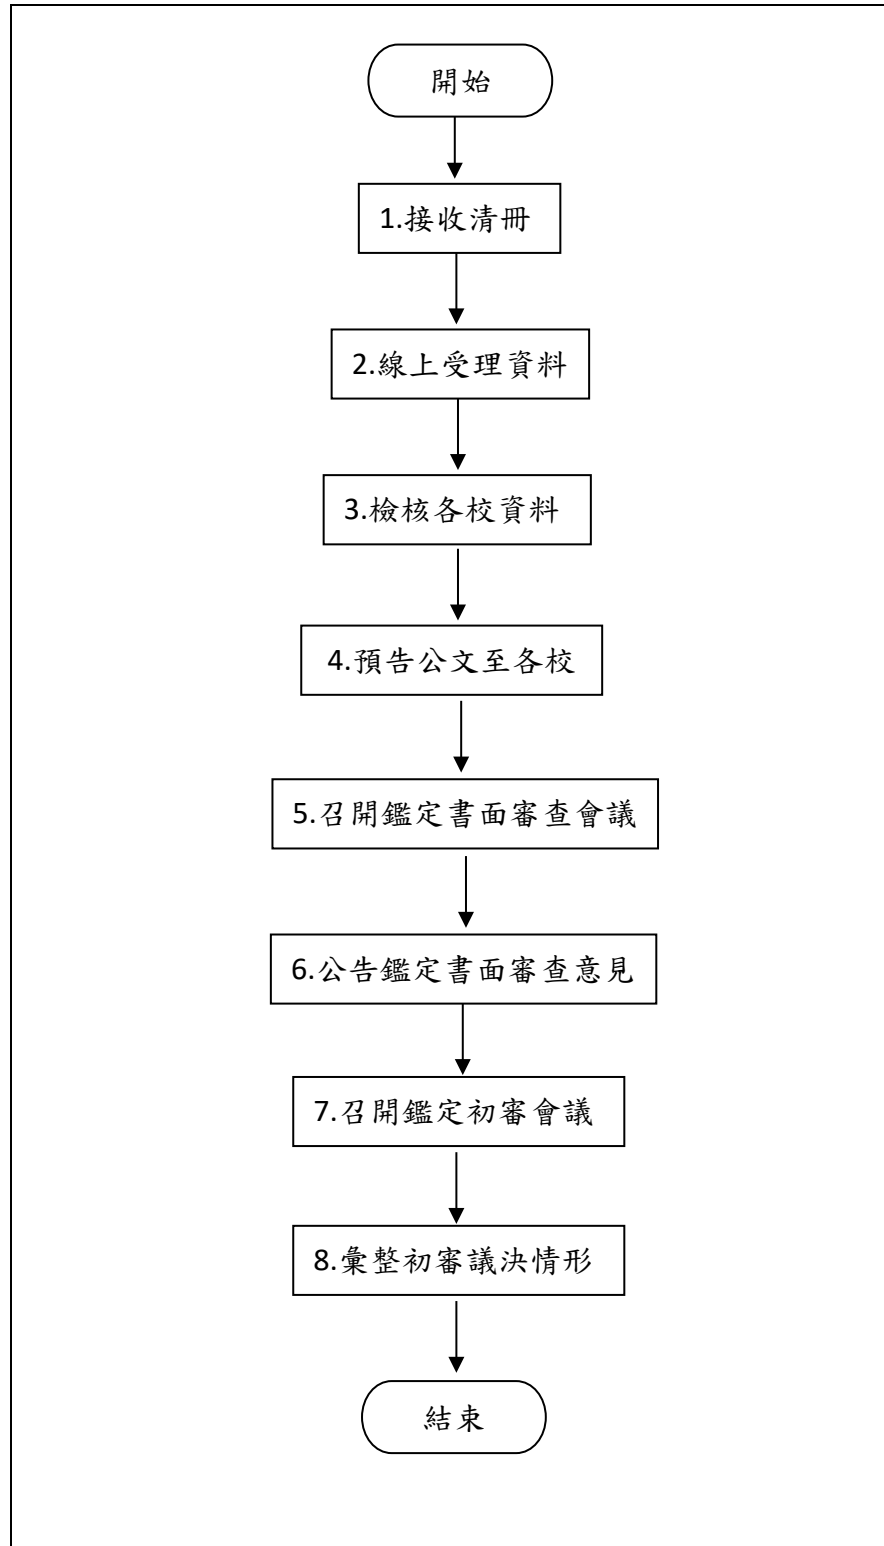 開始
1.接收清冊
2.線上受理資料
3.檢核各校資料
4.預告公文至各校
5.召開鑑定書面審查會議
6.公告鑑定書面審查意見
7.召開鑑定初審會議
8.彙整初審議決情形
結束